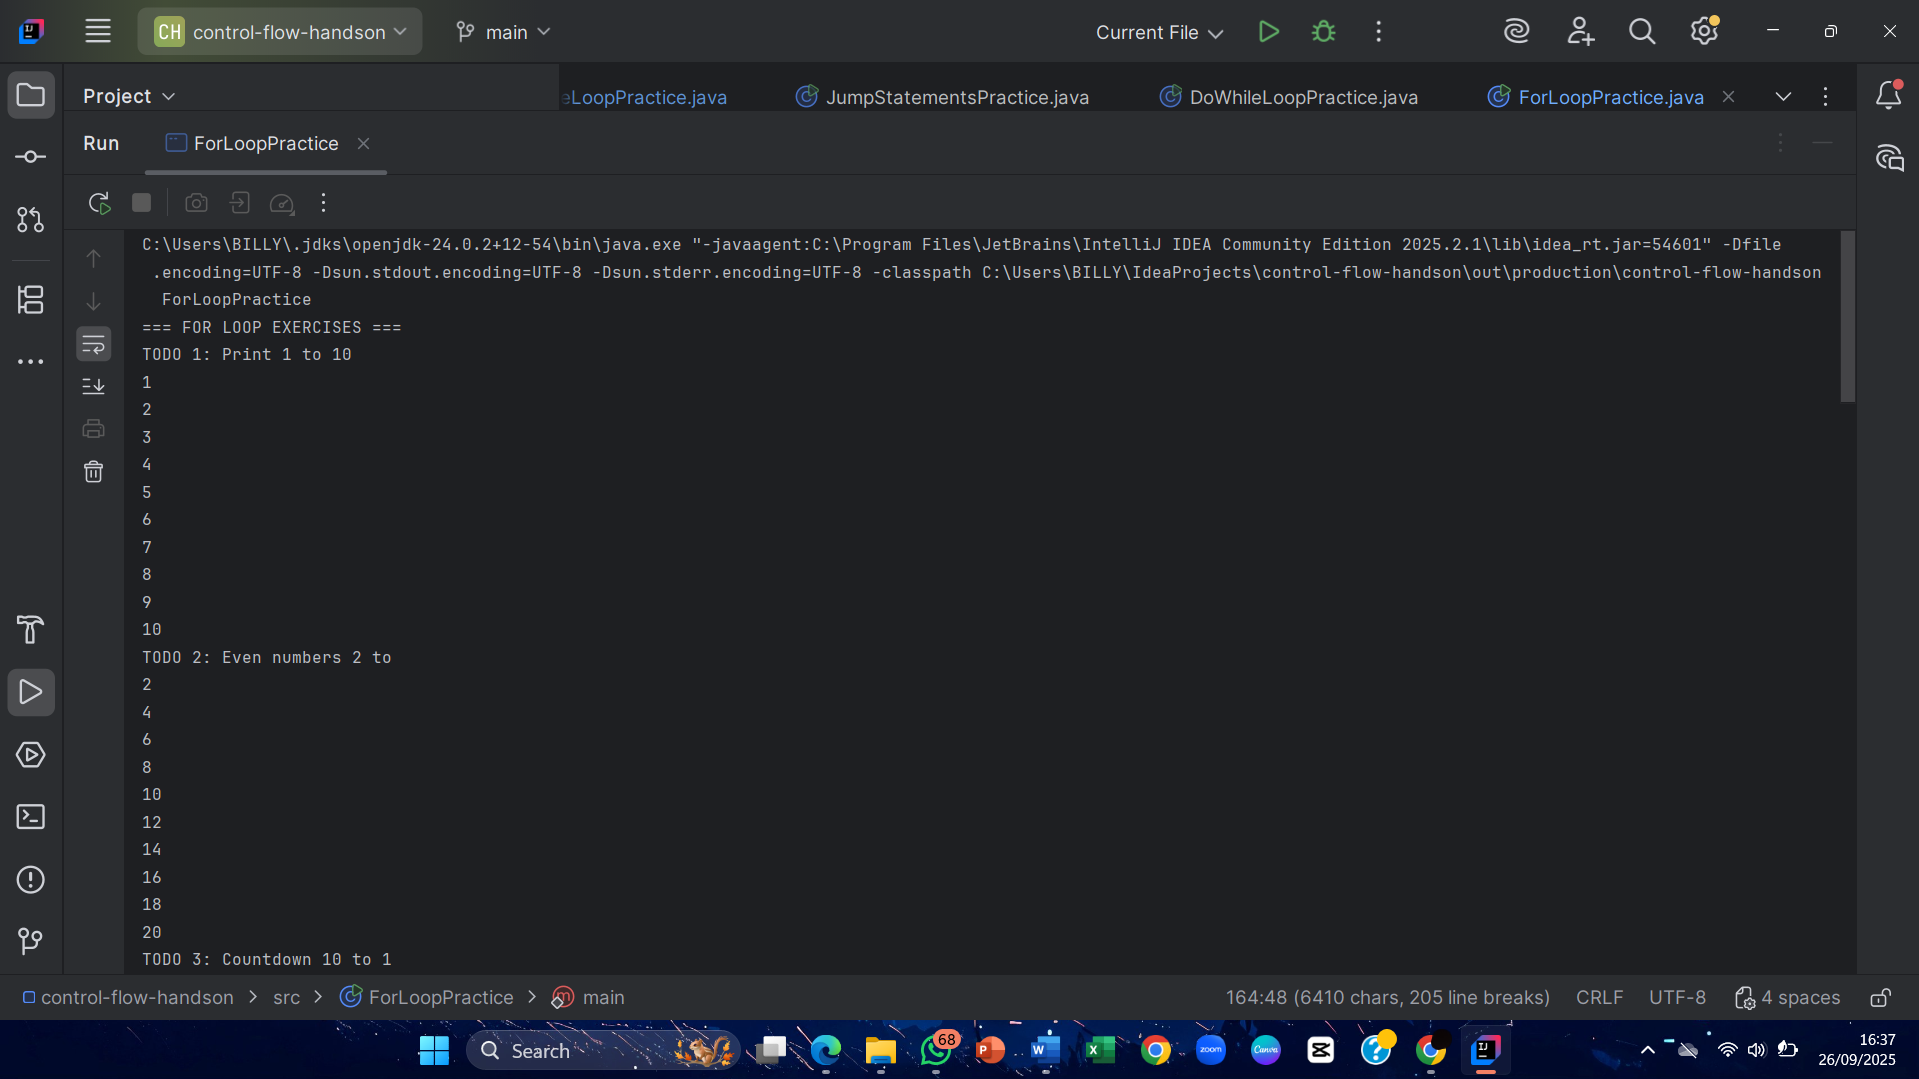 CH control-flow-handson
main
Current File
Project
eLoopPractice.java
JumpStatementsPractice.java
DoWhileLoopPractice.java
ForLoopPractice.java
Run
ForLoopPractice
C:\Users\BILLY\.jdks\openjdk-24.0.2+12-54\bin\java.exe "-javaagent:C:\Program Files\JetBrains\IntelliJ IDEA Community Edition 2025.2.1\lib\idea_rt.jar=54601" -Dfile
.encoding=UTF-8 -Dsun.stdout.encoding=UTF-8 -Dsun.stderr.encoding=UTF-8 -classpath C:\Users\BILLY\IdeaProjects\control-flow-handson\out\production\control-flow-handson
ForLoopPractice
=== FOR LOOP EXERCISES ===
TODO 1: Print 1 to 10
1
2
3
4
5
6
7
8
9
10
TODO 2: Even numbers 2 to
2
4
6
8
10
12
14
16
18
20
TODO 3: Countdown 10 to 1
control-flow-handson > src > ForLoopPractice > m main
164:48 (6410 chars, 205 line breaks)
CRLF
UTF-8
4 spaces
Search
68
P
W
X
zoom
Canva
IJ
16:37
26/09/2025